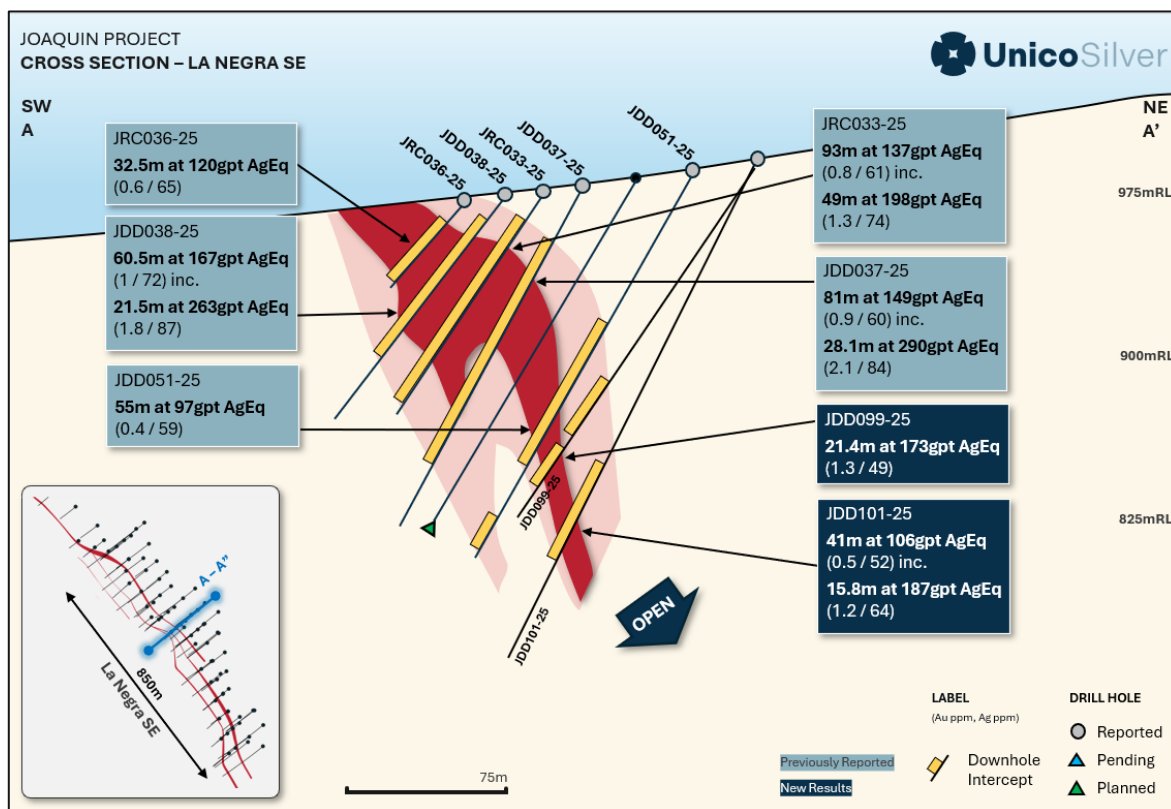 JOAQUIN PROJECT
CROSS SECTION – LA NEGRA SE
UnicoSilver
SW
A
NE
A'
JRC036-25
32.5m at 120gpt AgEq
(0.6 / 65)
JDD038-25
60.5m at 167gpt AgEq
(1 / 72) inc.
21.5m at 263gpt AgEq
(1.8 / 87)
JDD051-25
55m at 97gpt AgEq
(0.4 / 59)
JRC036-25
JDD038-25
JRC033-25
JDD037-25
JDD051-25
JRC033-25
93m at 137gpt AgEq
(0.8 / 61) inc.
49m at 198gpt AgEq
(1.3 / 74)
JDD037-25
81m at 149gpt AgEq
(0.9 / 60) inc.
28.1m at 290gpt AgEq
(2.1 / 84)
JDD099-25
21.4m at 173gpt AgEq
(1.3 / 49)
JDD101-25
41m at 106gpt AgEq
(0.5 / 52) inc.
15.8m at 187gpt AgEq
(1.2 / 64)
975mRL
900mRL
825mRL
JDD099-25
JDD101-25
OPEN
A – A"
850m
La Negra SE
75m
LABEL
(Au ppm, Ag ppm)
Previously Reported
New Results
Downhole
Intercept
DRILL HOLE
Reported
Pending
Planned